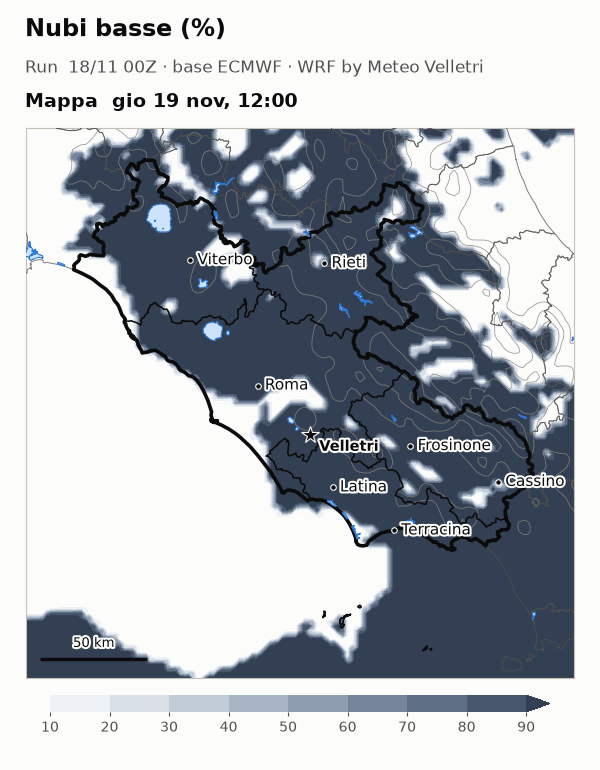 Nubi basse (%)
Run  18/11 00Z · base ECMWF · WRF by Meteo Velletri
Mappa  gio 19 nov, 12:00
Viterbo
Rieti
Roma
Velletri
Frosinone
Cassino
Latina
Terracina
50 km
10 20 30 40 50 60 70 80 90